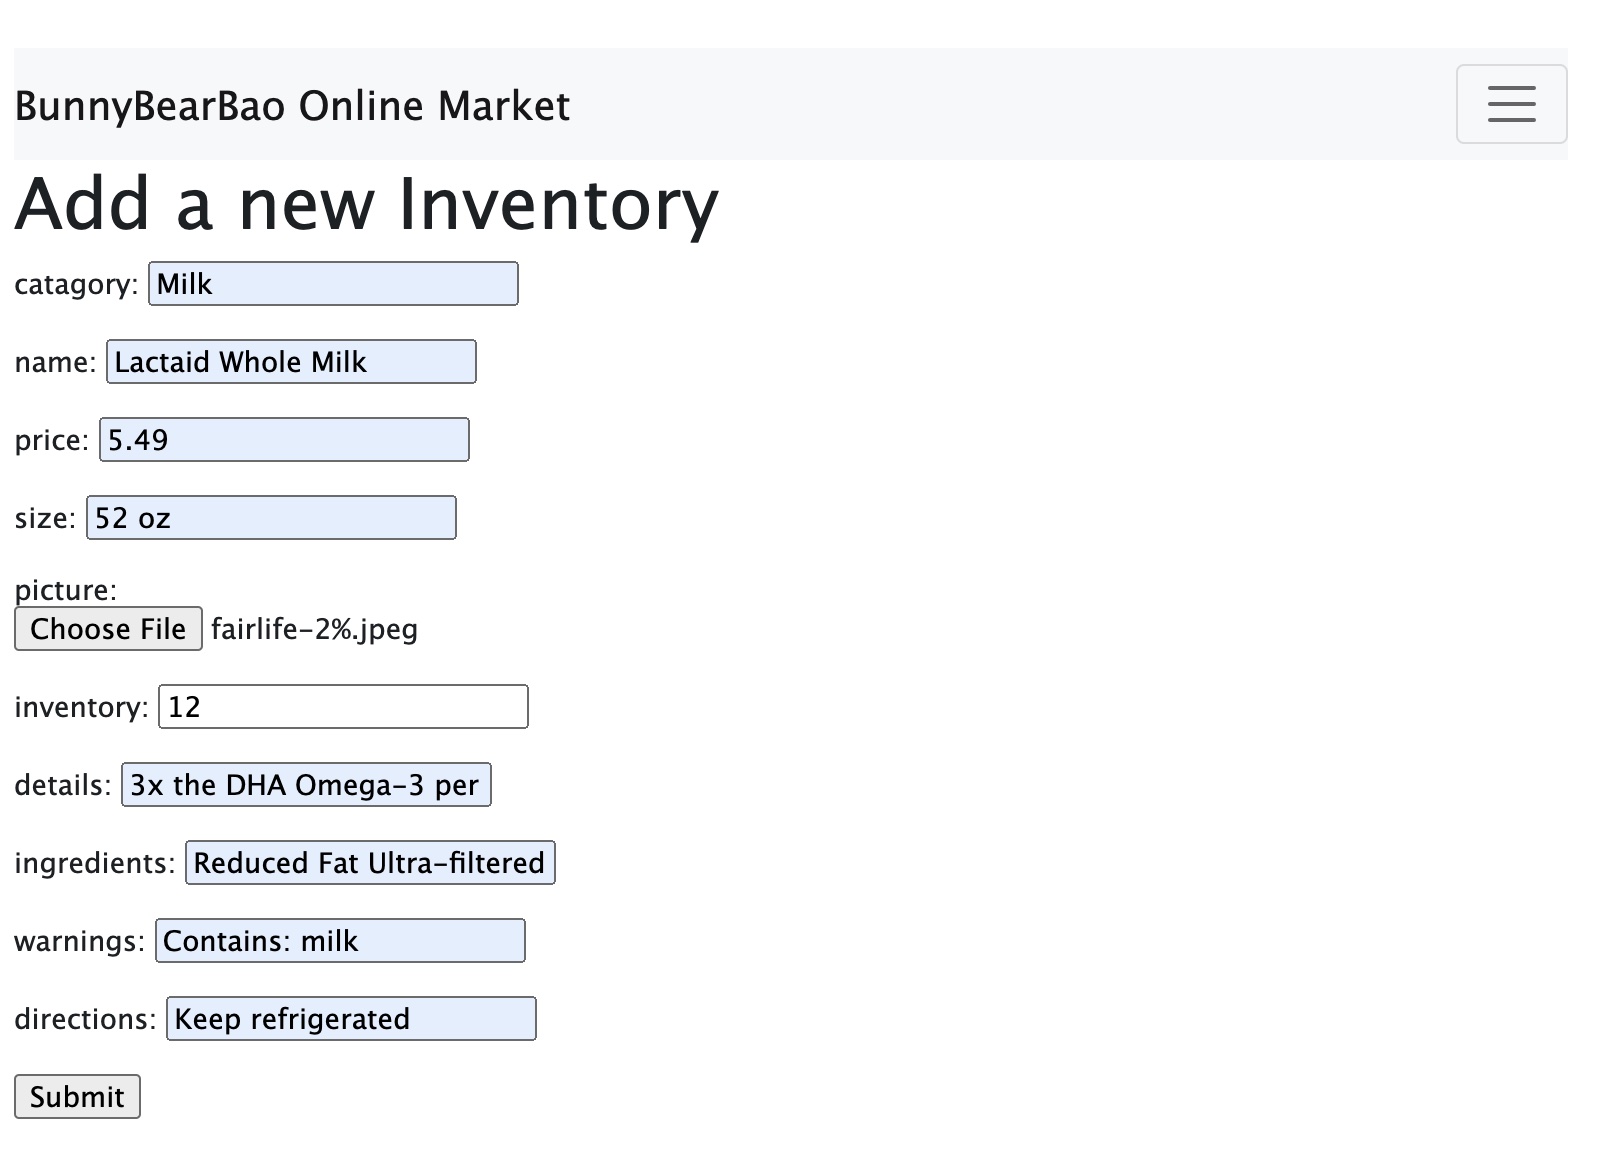 BunnyBearBao Online Market
Add a new Inventory
catagory: Milk
name: Lactaid Whole Milk
price: 5.49
size: 52 oz
picture:
Choose File fairlife-2%.jpeg
inventory: 12
details: 3x the DHA Omega-3 per
ingredients: Reduced Fat Ultra-filtered
warnings: Contains: milk
directions: Keep refrigerated
Submit